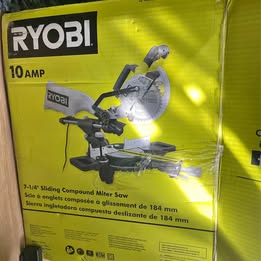 RYOBI
10 AMP
RYOBI
7-1/4" Sliding Compound Miter Saw
Scie à onglets composée à glissement de 184 mm
Sierra ingletadora compuesta deslizante de 184 mm